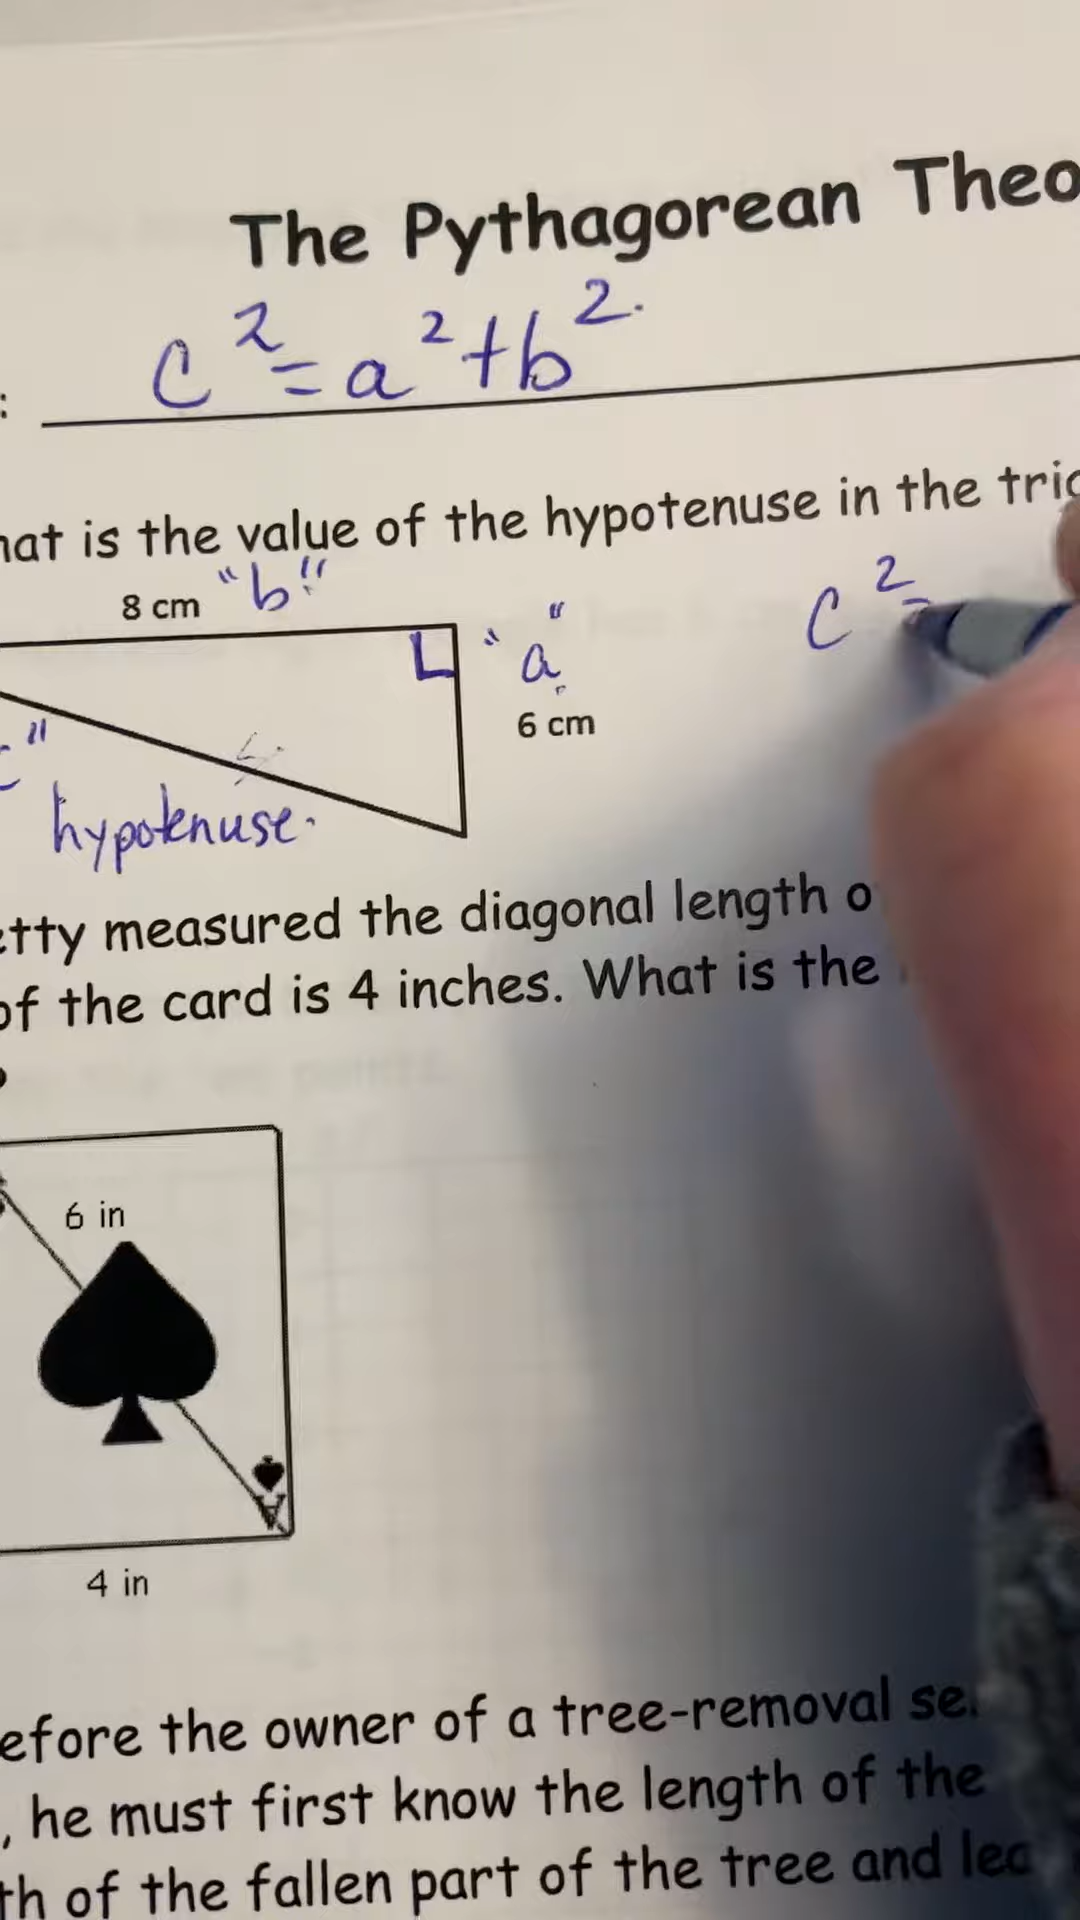 The Pythagorean Theo
c²=a²+b².
:
hat is the value of the hypotenuse in the tri
8 cm "b"
"a"
6 cm
c²=
hypotenuse.
etty measured the diagonal length o
of the card is 4 inches. What is the
6 in
A
4 in
efore the owner of a tree-removal se
, he must first know the length of the
th of the fallen part of the tree and